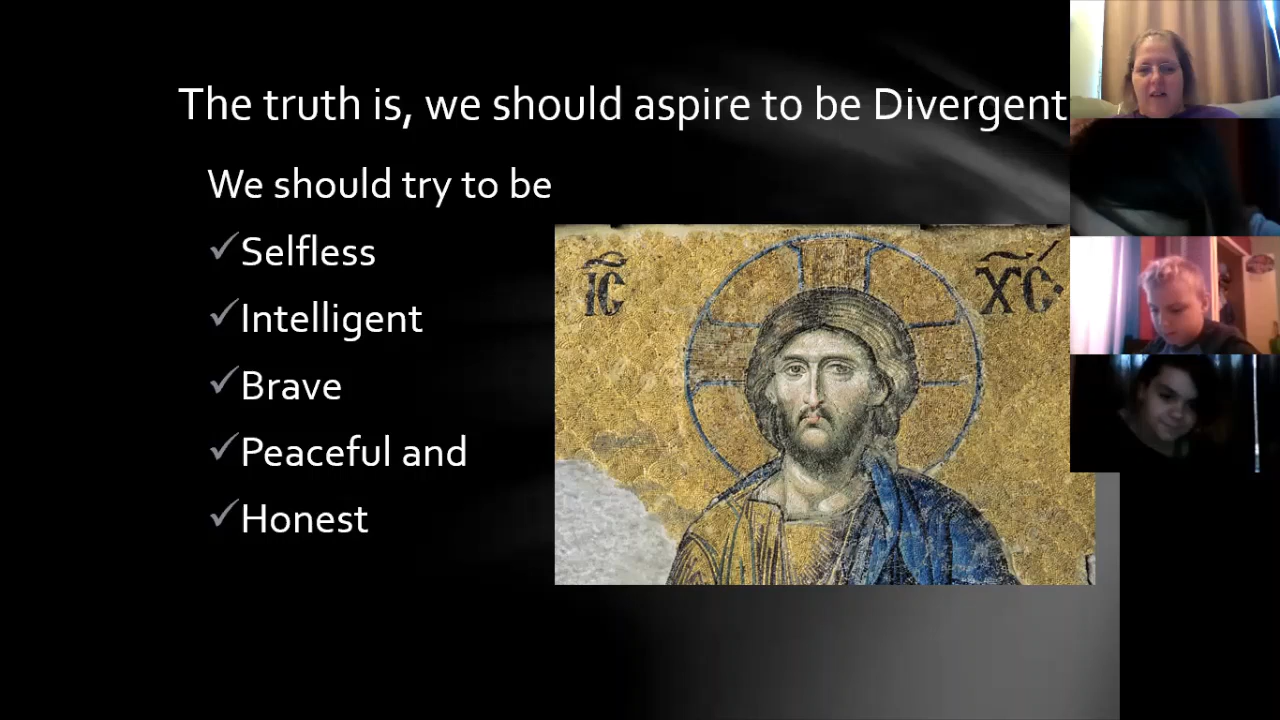 The truth is, we should aspire to be Divergent
We should try to be
✓Selfless
✓Intelligent
✓Brave
✓Peaceful and
✓Honest
IC
XC